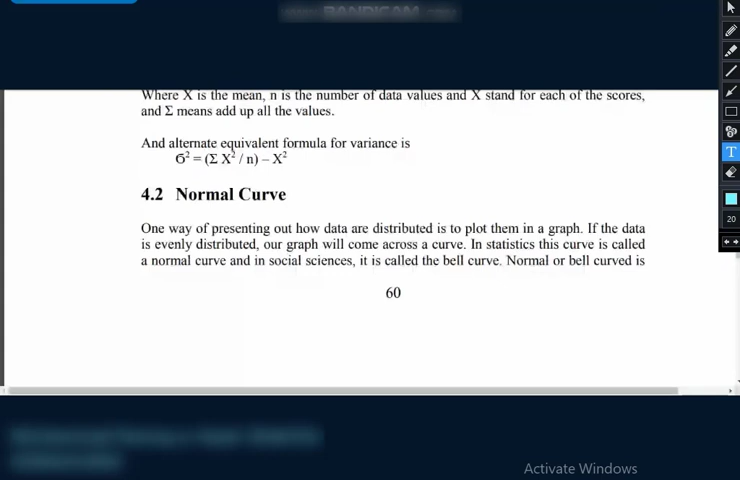 BANDICAM
Where X is the mean, n is the number of data values and X stand for each of the scores,
and Σ means add up all the values.
And alternate equivalent formula for variance is
Ϭ² = (Σ X² / n) – X²
4.2 Normal Curve
One way of presenting out how data are distributed is to plot them in a graph. If the data
is evenly distributed, our graph will come across a curve. In statistics this curve is called
a normal curve and in social sciences, it is called the bell curve. Normal or bell curved is
60
T
20
Activate Windows